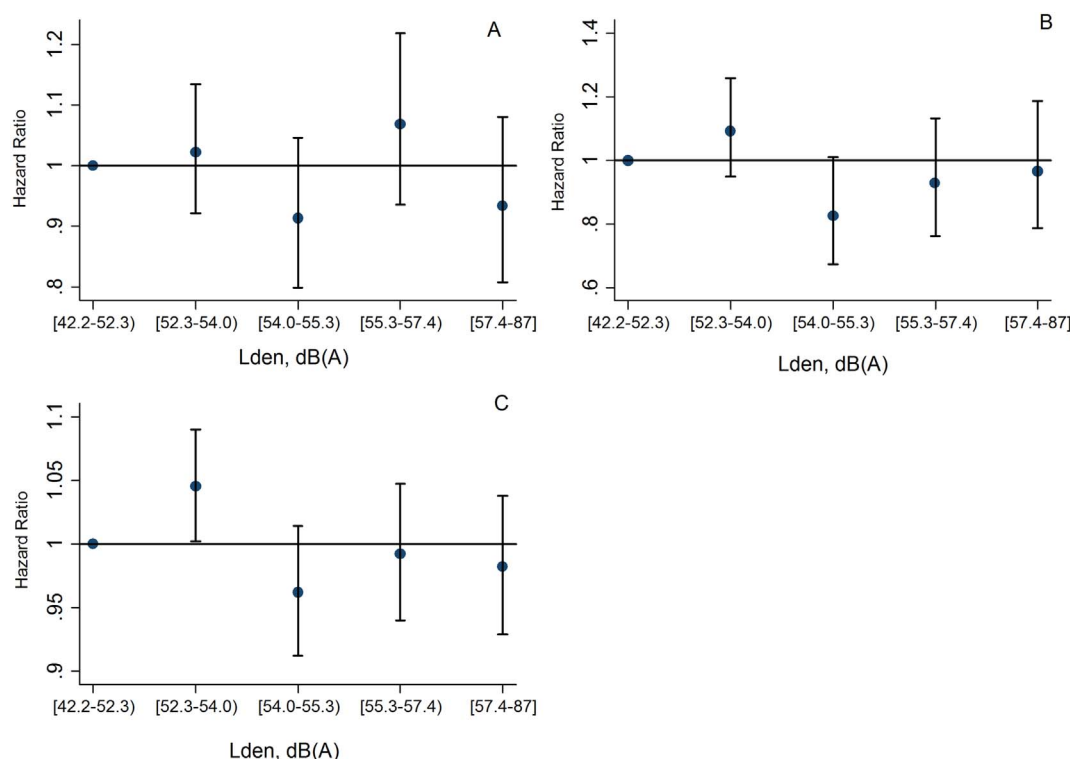 A
Hazard Ratio
1.2
1.1
1
.9
.8
[42.2-52.3) [52.3-54.0) [54.0-55.3) [55.3-57.4) [57.4-87]
Lden, dB(A)
B
Hazard Ratio
1.4
1.2
1
.8
.6
[42.2-52.3) [52.3-54.0) [54.0-55.3) [55.3-57.4) [57.4-87]
Lden, dB(A)
C
Hazard Ratio
1.1
1.05
1
.95
.9
[42.2-52.3) [52.3-54.0) [54.0-55.3) [55.3-57.4) [57.4-87]
Lden, dB(A)